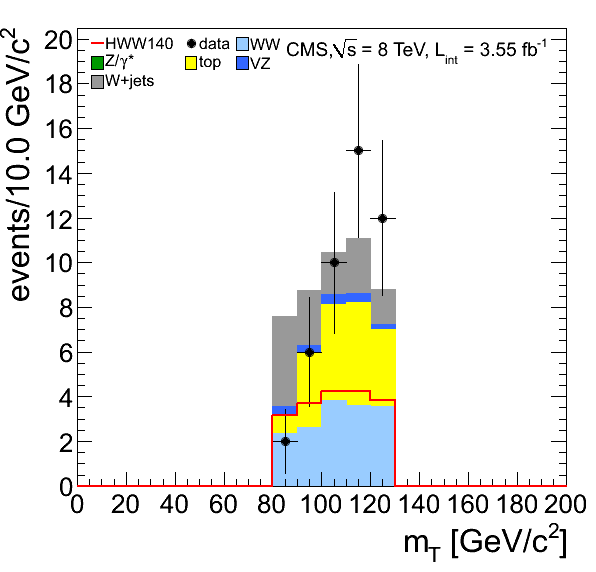 HWW140
data
WW
CMS,√s = 8 TeV, L_int = 3.55 fb^-1
Z/γ*
top
VZ
W+jets
events/10.0 GeV/c²
20
18
16
14
12
10
8
6
4
2
0
0 20 40 60 80 100 120 140 160 180 200
m_T [GeV/c²]